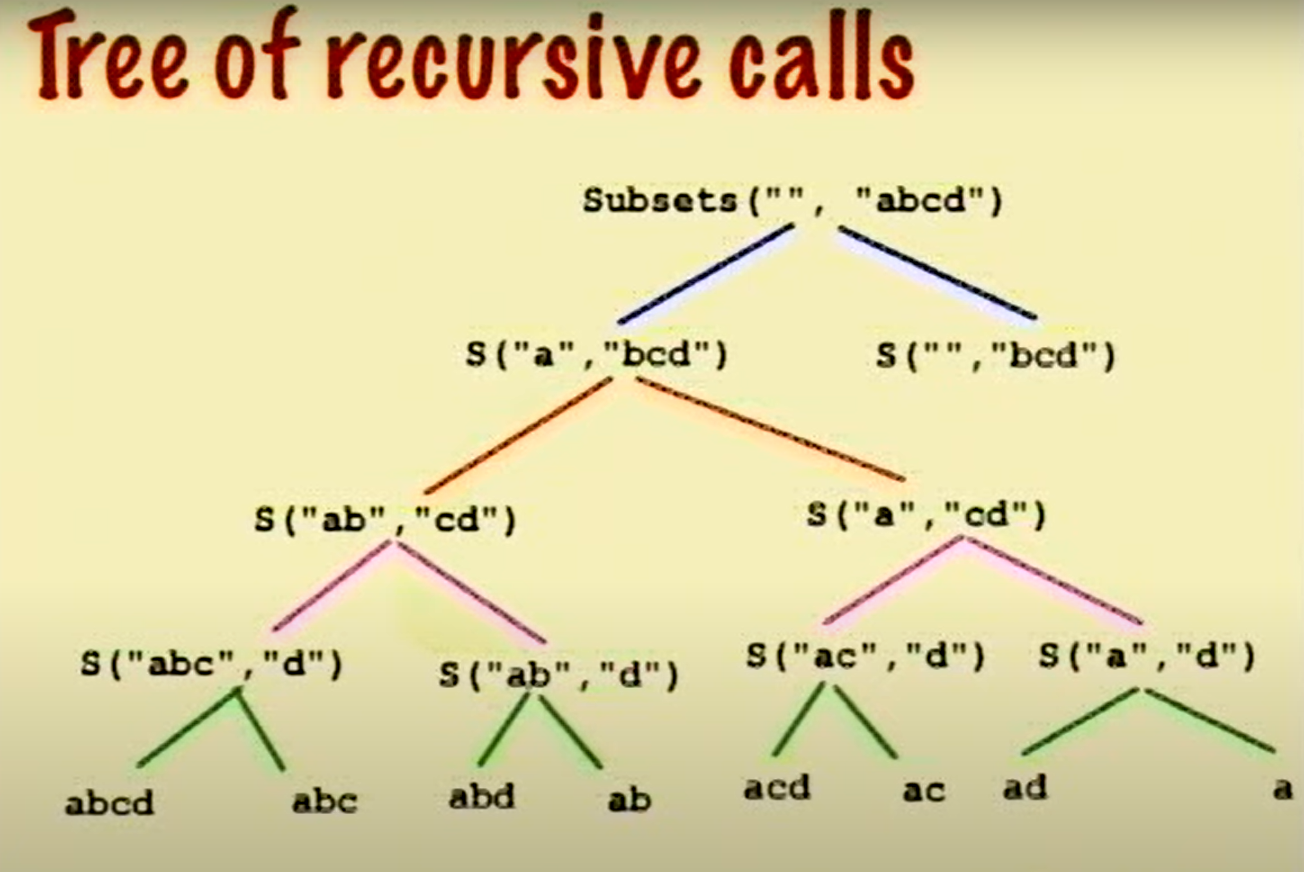 Tree of recursive calls
Subsets("", "abcd")
S("a","bcd") S("","bcd")
S("ab","cd") S("a","cd")
S("abc","d") S("ab","d") S("ac","d") S("a","d")
abcd abc abd ab acd ac ad a